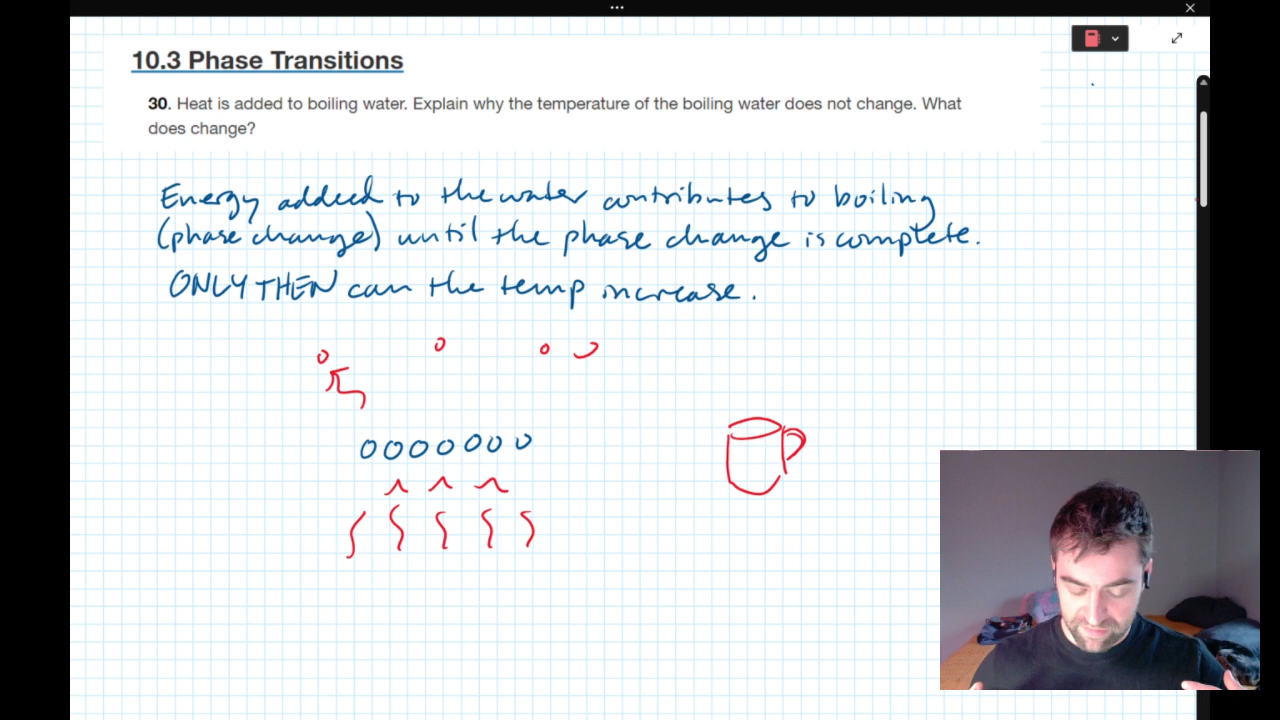 10.3 Phase Transitions
30. Heat is added to boiling water. Explain why the temperature of the boiling water does not change. What
does change?
Energy added to the water contributes to boiling
(phase change) until the phase change is complete.
ONLY THEN can the temp increase.